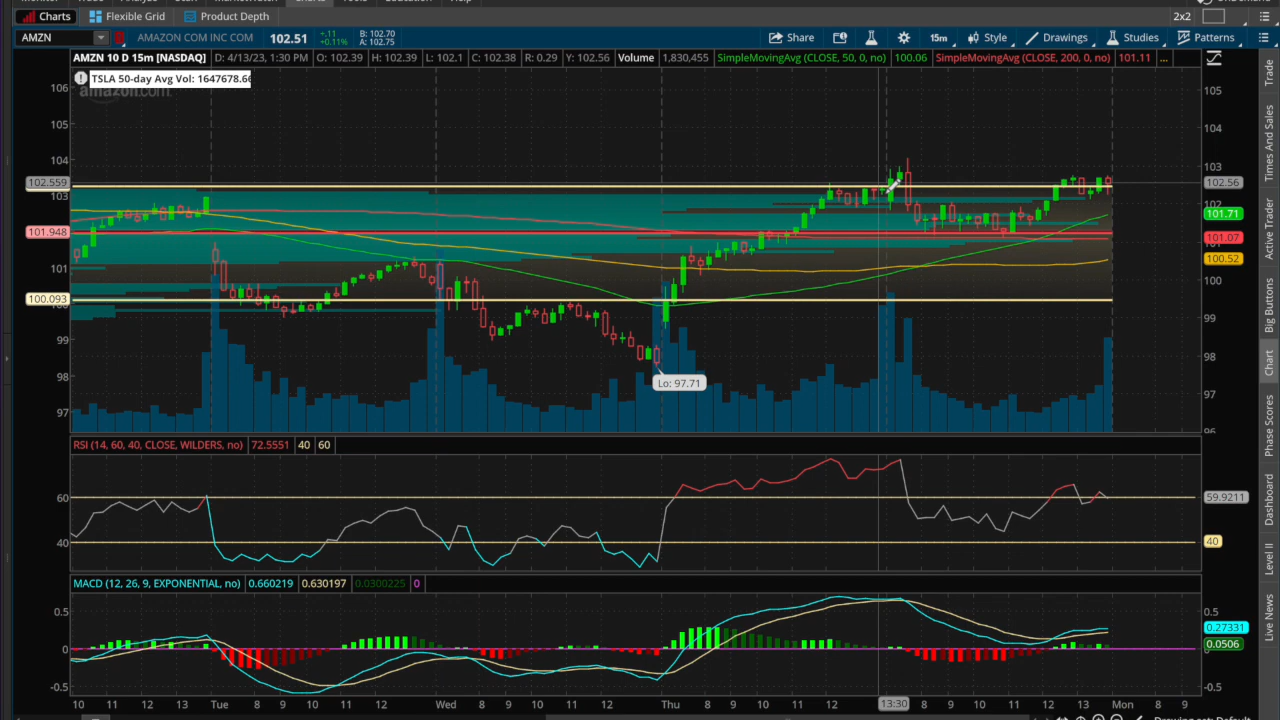 Charts Flexible Grid Product Depth 2x2
AMZN AMAZON COM INC COM 102.51 +.11 +0.11% B: 102.70 A: 102.75 Share 15m Style Drawings Studies Patterns
AMZN 10 D 15m [NASDAQ] D: 4/13/23, 1:30 PM O: 102.39 H: 102.39 L: 102.1 C: 102.38 R: 0.29 Y: 102.56 Volume 1,830,455 SimpleMovingAvg (CLOSE, 50, 0, no) 100.06 SimpleMovingAvg (CLOSE, 200, 0, no) 101.11 ...
TSLA 50-day Avg Vol: 1647678.66
amazon.com
106
105
104
102.559
103
101.948
101
100.093
99
98
97
105
104
103
102.56
102
101.71
101.07
100.52
100
99
98
97
96
Lo: 97.71
RSI (14, 60, 40, CLOSE, WILDERS, no) 72.5551 40 60
60
40
59.9211
40
MACD (12, 26, 9, EXPONENTIAL, no) 0.660219 0.630197 0.0300225 0
0.5
0
-0.5
0.5
0.27331
0.0506
0
-0.5
10 11 12 13 Tue 10 11 12 13 Wed 10 11 12 13 Thu 9 10 11 12 13:30 8 9 10 11 12 13 Mon 8 9
Trade
Times And Sales
Active Trader
Big Buttons
Chart
Phase Scores
Dashboard
Level II
Live News